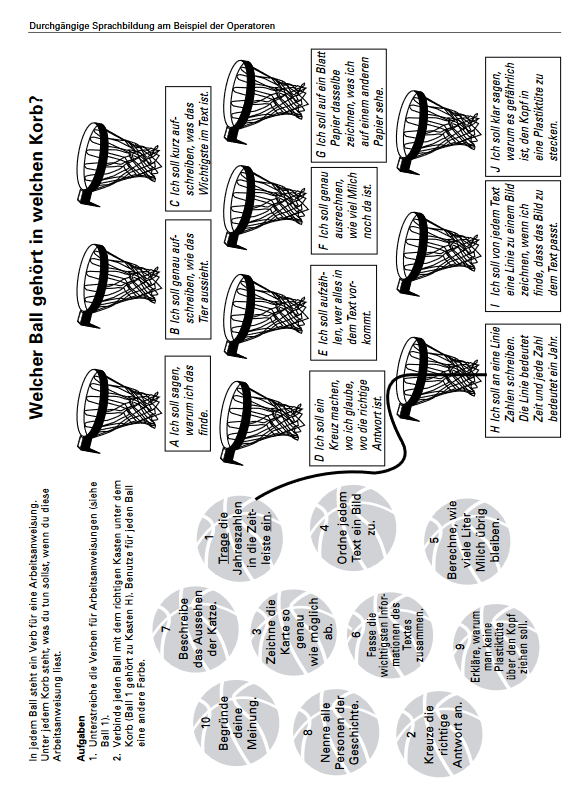 Durchgängige Sprachbildung am Beispiel der Operatoren
Welcher Ball gehört in welchen Korb?
In jedem Ball steht ein Verb für eine Arbeitsanweisung.
Unter jedem Korb steht, was du tun sollst, wenn du diese
Arbeitsanweisung liest.
Aufgaben
1. Unterstreiche die Verben für Arbeitsanweisungen (siehe
Ball 1).
2. Verbinde jeden Ball mit dem richtigen Kasten unter dem
Korb (Ball 1 gehört zu Kasten H). Benutze für jeden Ball
eine andere Farbe.
10
Begründe
deine
Meinung.
7
Beschreibe
das Aussehen
der Katze.
1
Trage die
Jahreszahlen
in die Zeit-
leiste ein.
8
Nenne alle
Personen der
Geschichte.
3
Zeichne die
Karte so
genau
wie möglich
ab.
4
Ordne jedem
Text ein Bild
zu.
2
Kreuze die
richtige
Antwort an.
6
Fasse die
wichtigsten Infor-
mationen des
Textes
zusammen.
9
Erkläre, warum
man keine
Plastiktüte
über den Kopf
ziehen soll.
5
Berechne, wie
viele Liter
Milch übrig
bleiben.
A Ich soll sagen,
warum ich das
finde.
B Ich soll genau auf-
schreiben, wie das
Tier aussieht.
C Ich soll kurz auf-
schreiben, was das
Wichtigste im Text ist.
D Ich soll ein
Kreuz machen,
wo ich glaube,
wo die richtige
Antwort ist.
E Ich soll aufzäh-
len, wer alles in
dem Text vor-
kommt.
F Ich soll genau
ausrechnen,
wie viel Milch
noch da ist.
G Ich soll auf ein Blatt
Papier dasselbe
zeichnen, was ich
auf einem anderen
Papier sehe.
H Ich soll an eine Linie
Zahlen schreiben.
Die Linie bedeutet
Zeit und jede Zahl
bedeutet ein Jahr.
I Ich soll von jedem Text
eine Linie zu einem Bild
zeichnen, wenn ich
finde, dass das Bild zu
dem Text passt.
J Ich soll klar sagen,
warum es gefährlich
ist, den Kopf in
eine Plastiktüte zu
stecken.